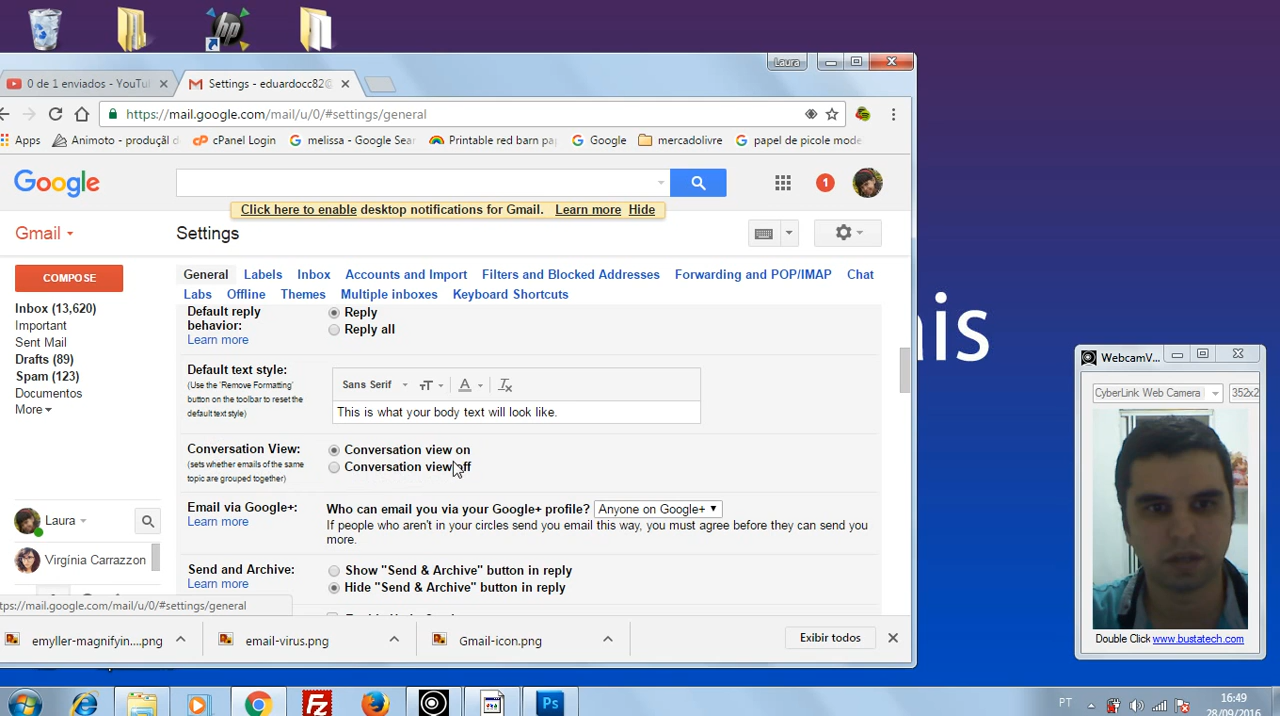 Laura
0 de 1 enviados - YouTu
Settings - eduardocc82@
https://mail.google.com/mail/u/0/#settings/general
Apps
Animoto - produçãl d
cPanel Login
melissa - Google Sear
Printable red barn pa
Google
mercadolivre
papel de picole mode
Google
1
Click here to enable desktop notifications for Gmail. Learn more Hide
Gmail
Settings
COMPOSE
General Labels Inbox Accounts and Import Filters and Blocked Addresses Forwarding and POP/IMAP Chat
Labs Offline Themes Multiple inboxes Keyboard Shortcuts
Inbox (13,620)
Important
Sent Mail
Drafts (89)
Spam (123)
Documentos
More
Laura
Virgínia Carrazzon
Default reply
behavior:
Learn more
Reply
Reply all
Default text style:
(Use the 'Remove Formatting'
button on the toolbar to reset the
default text style)
Sans Serif
This is what your body text will look like.
Conversation View:
(sets whether emails of the same
topic are grouped together)
Conversation view on
Conversation view off
Email via Google+:
Learn more
Who can email you via your Google+ profile? Anyone on Google+
If people who aren't in your circles send you email this way, you must agree before they can send you
more.
Send and Archive:
Learn more
Show "Send & Archive" button in reply
Hide "Send & Archive" button in reply
tps://mail.google.com/mail/u/0/#settings/general
emyller-magnifyin....png
email-virus.png
Gmail-icon.png
Exibir todos
is
WebcamV...
CyberLink Web Camera
352x2
Double Click www.bustatech.com
Ps
PT
16:49
28/09/2016